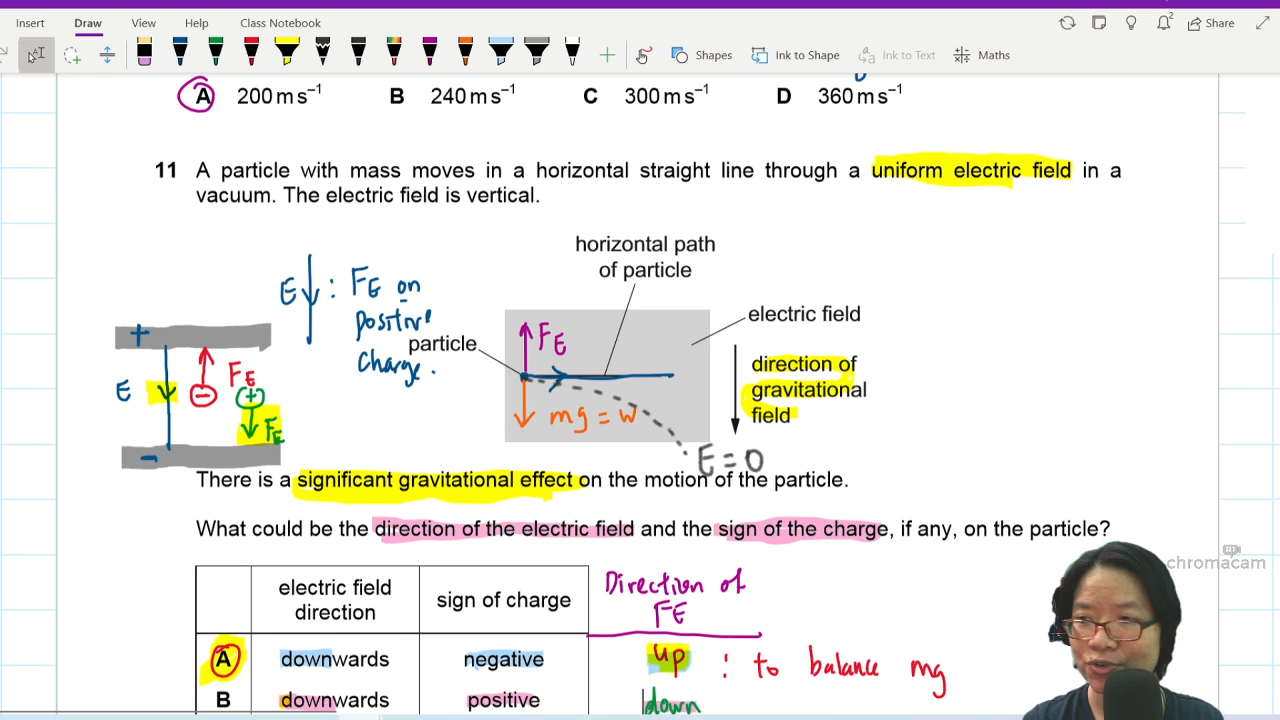 Insert Draw View Help Class Notebook Share
Shapes Ink to Shape Ink to Text Maths
A 200 m s⁻¹ B 240 m s⁻¹ C 300 m s⁻¹ D 360 m s⁻¹
11 A particle with mass moves in a horizontal straight line through a uniform electric field in a
vacuum. The electric field is vertical.
horizontal path
of particle
E : FE on
positive
charge.
particle
FE
electric field
direction of
gravitational
field
mg = W
E = 0
+
E
− FE
+
FE
−
There is a significant gravitational effect on the motion of the particle.
What could be the direction of the electric field and the sign of the charge, if any, on the particle?
chromacam
electric field
direction
sign of charge
Direction of
FE
A downwards negative up : to balance mg
B downwards positive down